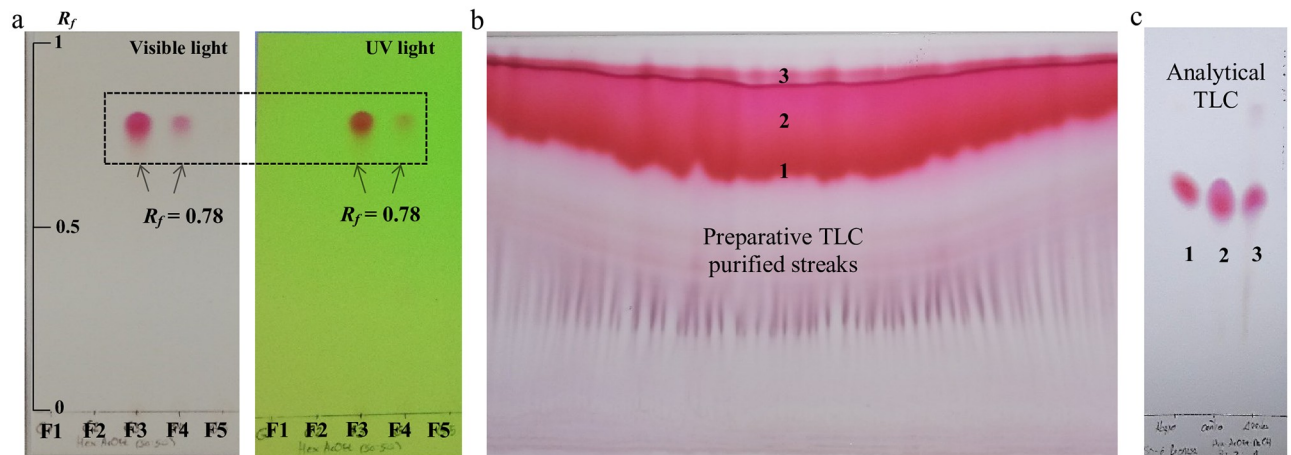 a
R_f
1
Visible light
UV light
R_f = 0.78
R_f = 0.78
0.5
0
F1 F2 F3 F4 F5
F1 F2 F3 F4 F5
b
3
2
1
Preparative TLC
purified streaks
c
Analytical
TLC
1 2 3